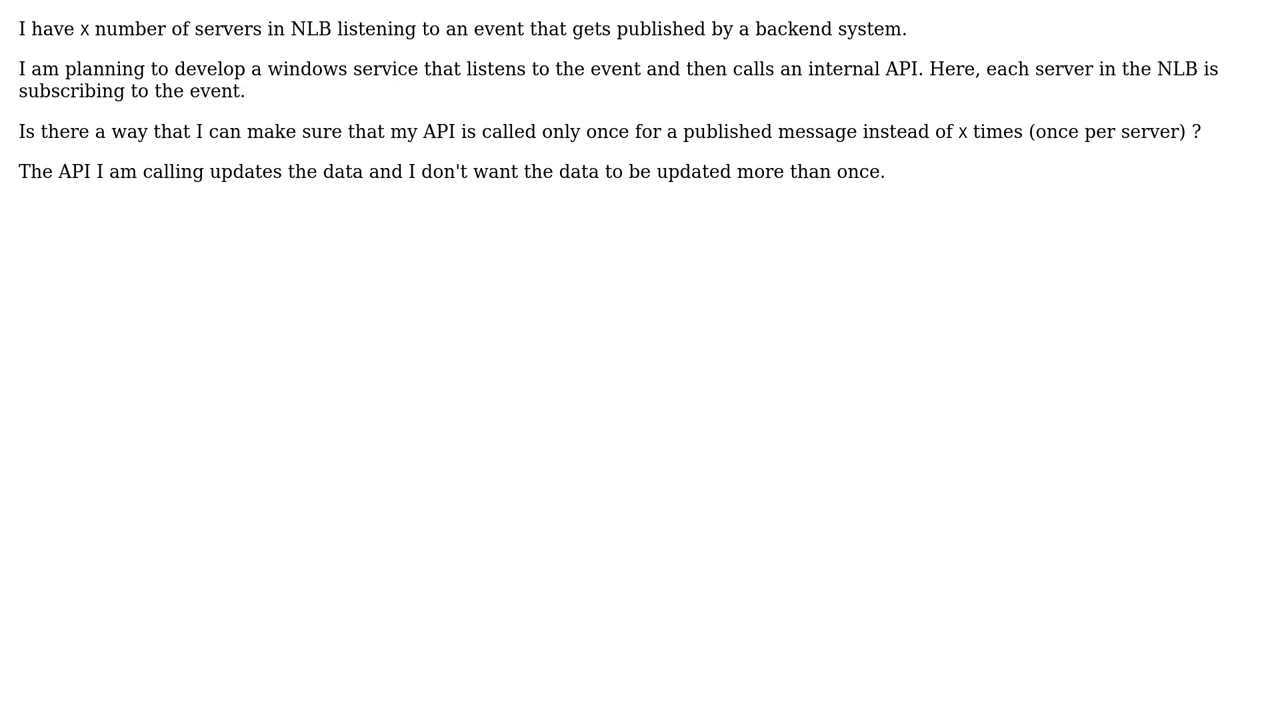 I have x number of servers in NLB listening to an event that gets published by a backend system.
I am planning to develop a windows service that listens to the event and then calls an internal API. Here, each server in the NLB is
subscribing to the event.
Is there a way that I can make sure that my API is called only once for a published message instead of x times (once per server) ?
The API I am calling updates the data and I don't want the data to be updated more than once.